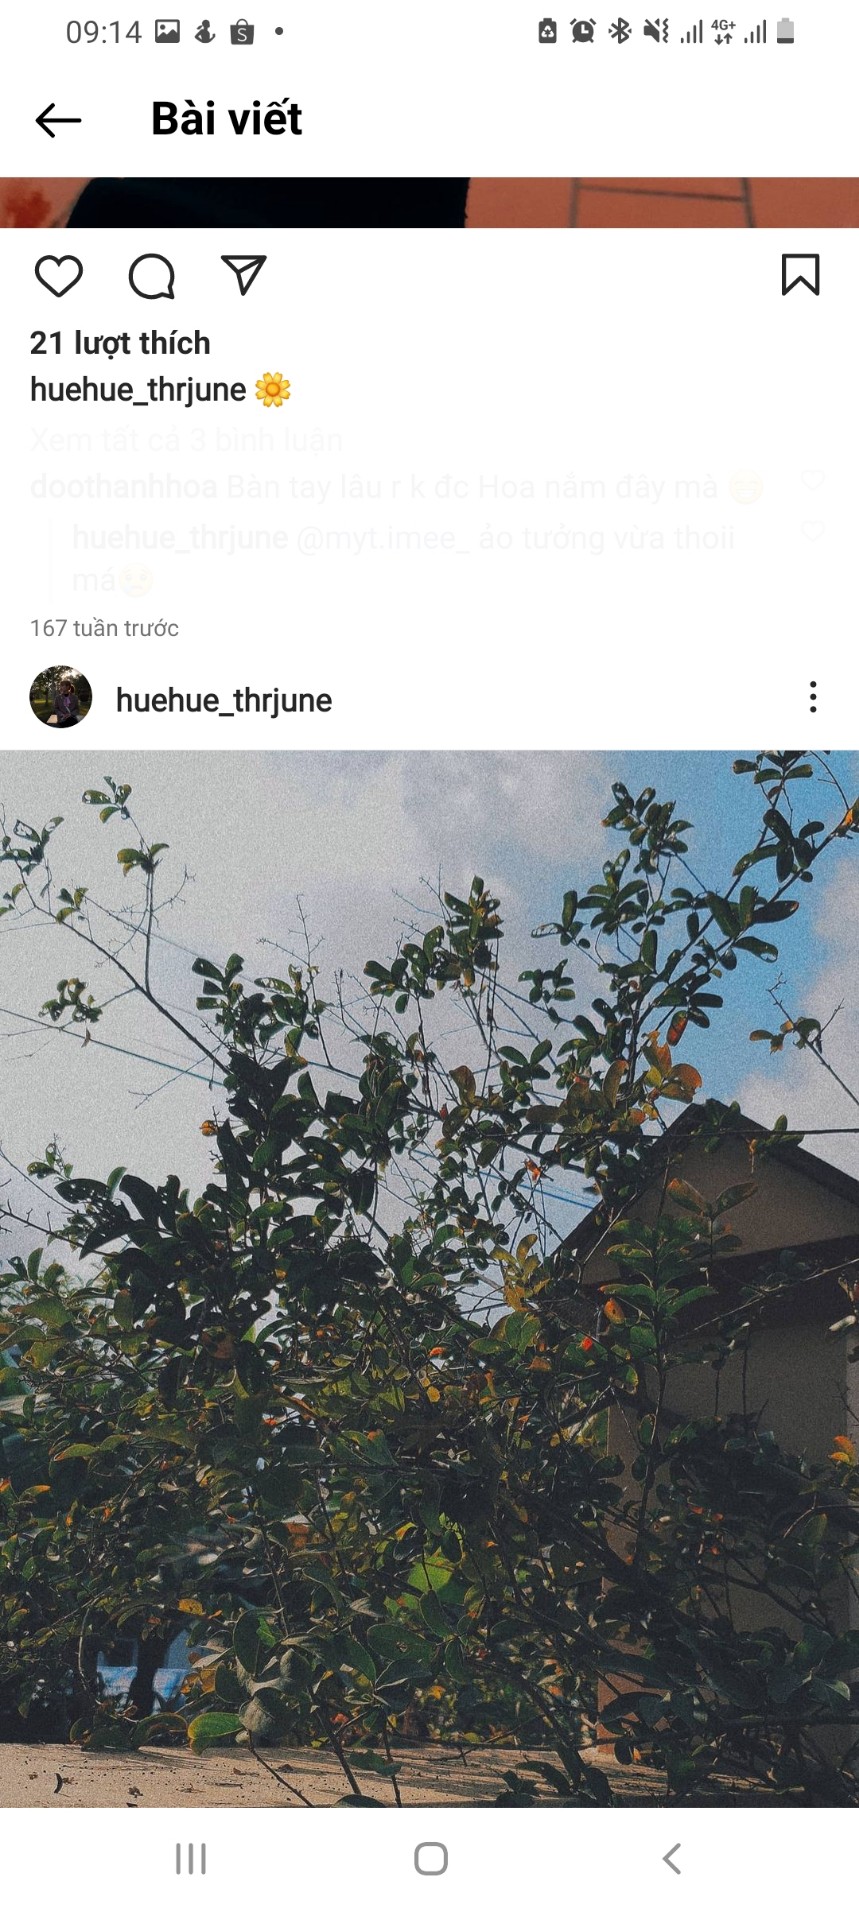 09:14
4G+
Bài viết
21 lượt thích
huehue_thrjune 🌼
Xem tất cả 3 bình luận
doothanhhoa Bàn tay lâu r k đc Hoa nắm đây mà
huehue_thrjune @myt.imee_ ảo tưởng vừa thoii
má
167 tuần trước
huehue_thrjune